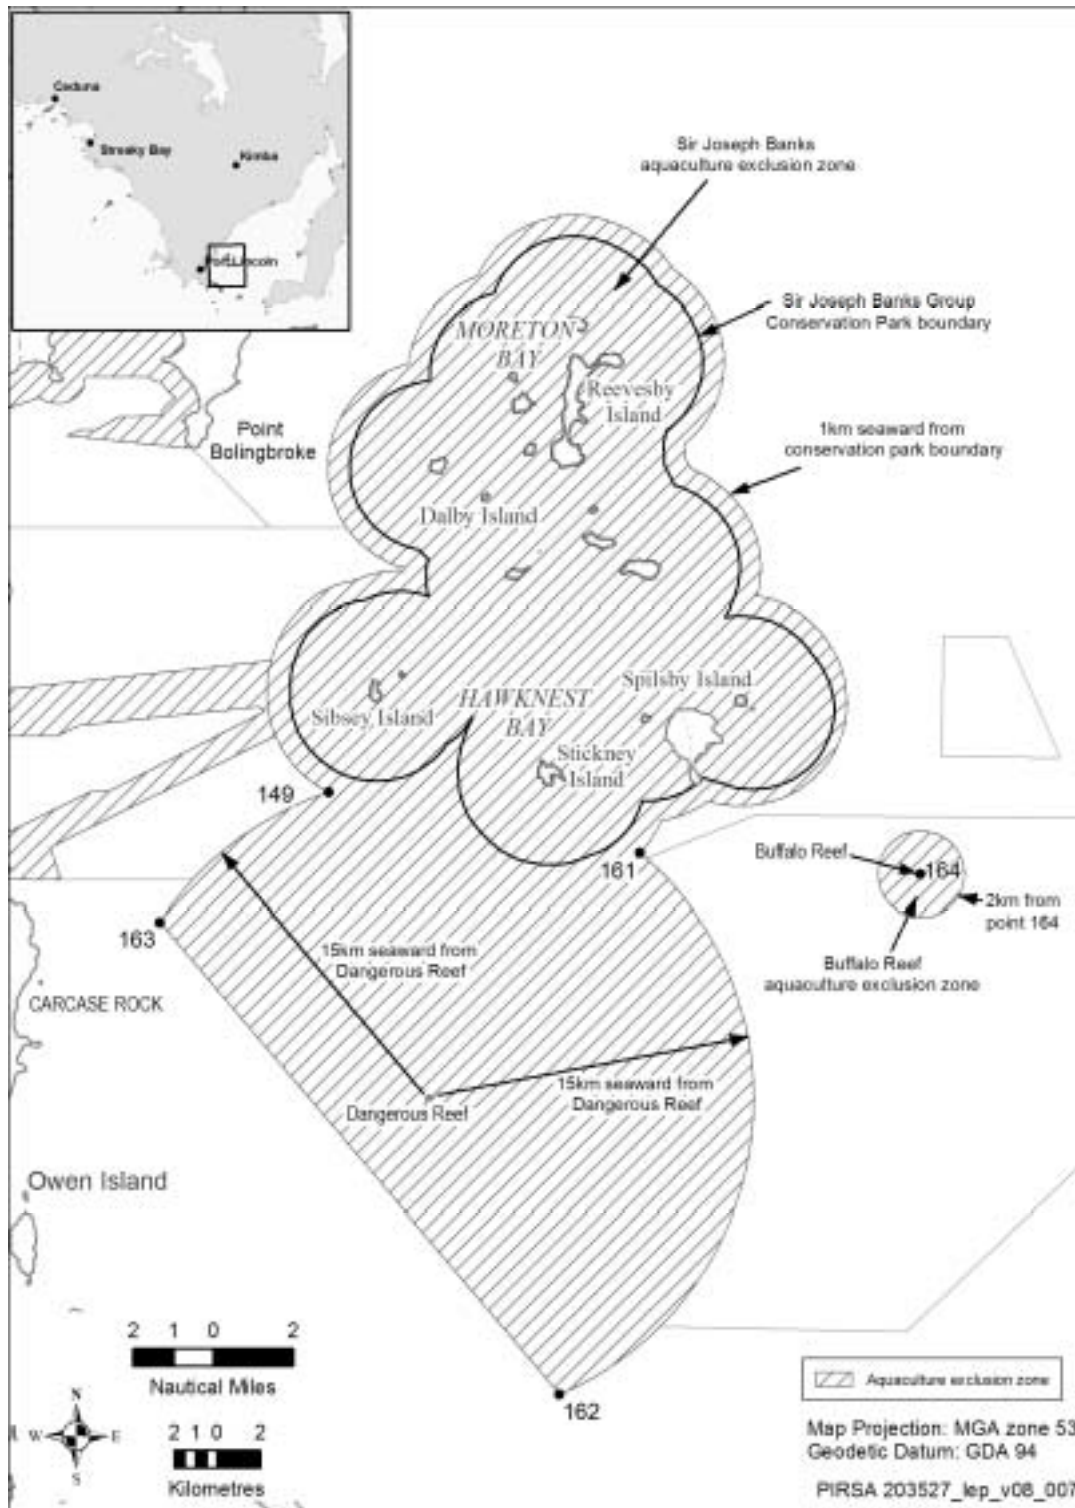 Ceduna
Streaky Bay
Kimba
Port Lincoln
Sir Joseph Banks
aquaculture exclusion zone
Sir Joseph Banks Group
Conservation Park boundary
MORETON
BAY
Reevesby
Island
Point
Bolingbroke
1km seaward from
conservation park boundary
Dalby Island
Spilsby Island
HAWKNEST
BAY
Sibsey Island
Stickney
Island
149
161
Buffalo Reef
164
2km from
point 164
163
Buffalo Reef
aquaculture exclusion zone
15km seaward from
Dangerous Reef
CARCASE ROCK
15km seaward from
Dangerous Reef
Dangerous Reef
Owen Island
2 1 0 2
Nautical Miles
N
W E
S
2 1 0 2
Kilometres
162
Aquaculture exclusion zone
Map Projection: MGA zone 53
Geodetic Datum: GDA 94
PIRSA 203527_lep_v08_007